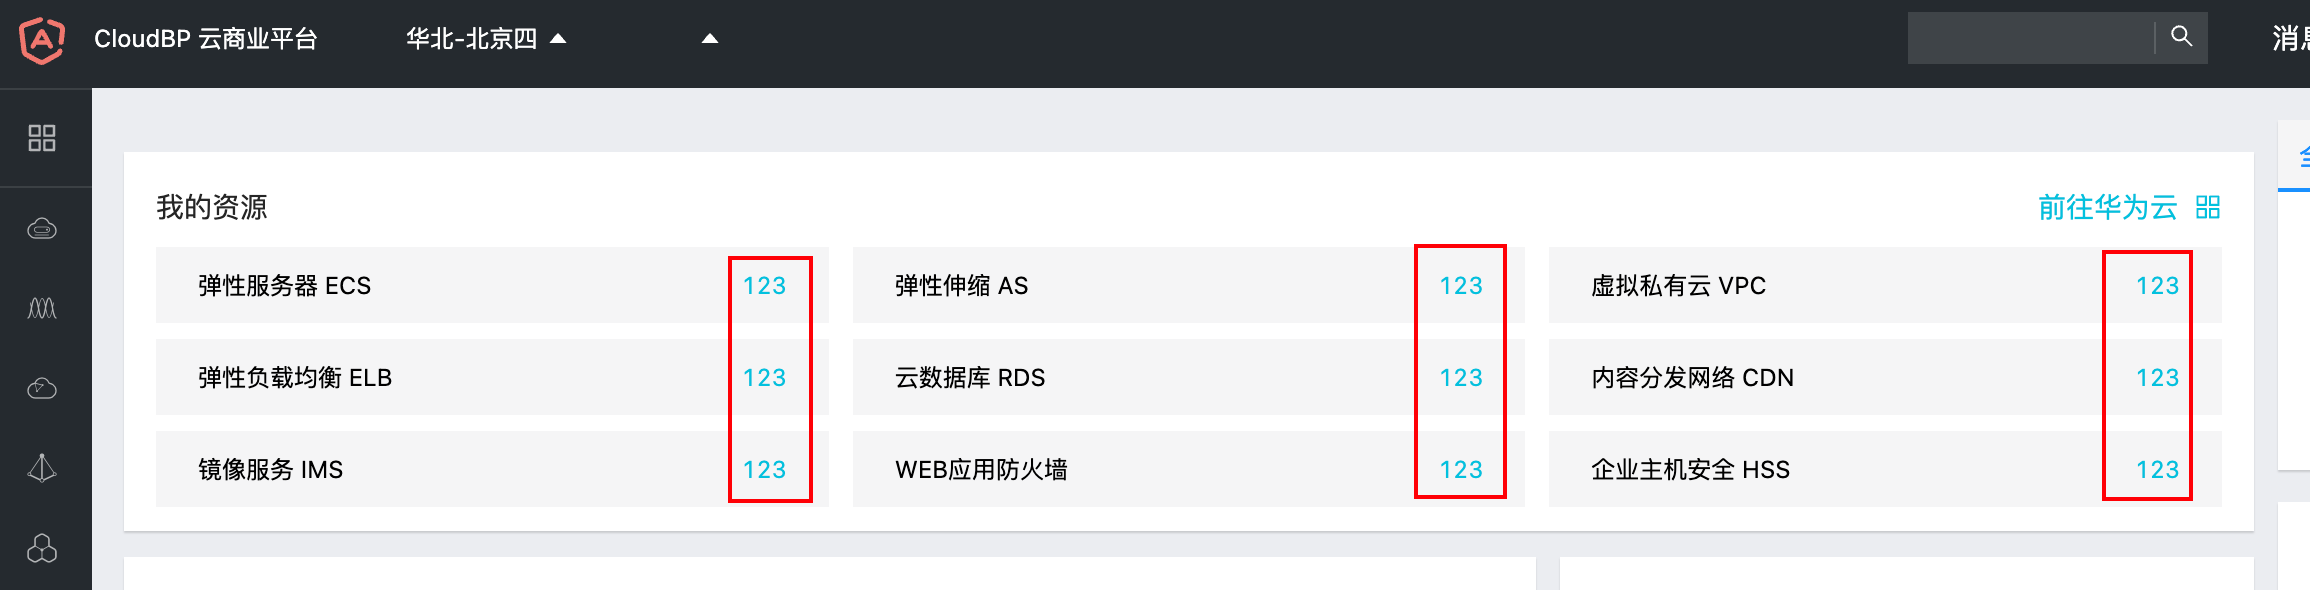 CloudBP 云商业平台
华北-北京四
消息
我的资源
前往华为云
弹性服务器 ECS 123
弹性伸缩 AS 123
虚拟私有云 VPC 123
弹性负载均衡 ELB 123
云数据库 RDS 123
内容分发网络 CDN 123
镜像服务 IMS 123
WEB应用防火墙 123
企业主机安全 HSS 123